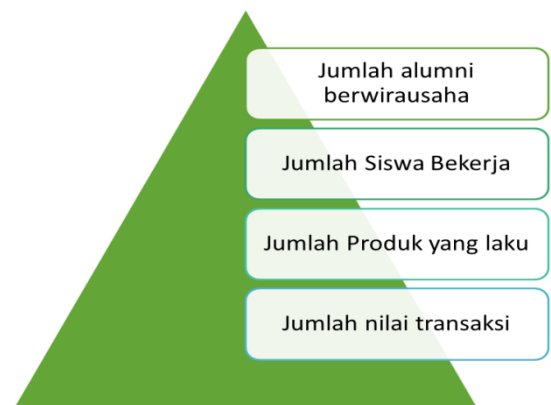 Jumlah alumni
berwirausaha
Jumlah Siswa Bekerja
Jumlah Produk yang laku
Jumlah nilai transaksi